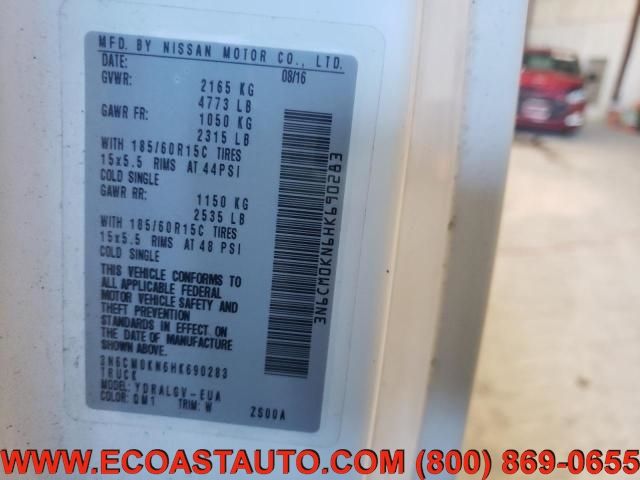 MFD. BY NISSAN MOTOR CO., LTD.
DATE: 08/16
GVWR: 2165 KG
4773 LB
GAWR FR: 1050 KG
2315 LB
WITH 185/60R15C TIRES
15x5.5 RIMS AT 44PSI
COLD SINGLE
GAWR RR: 1150 KG
2535 LB
WITH 185/60R15C TIRES
15x5.5 RIMS AT 48 PSI
COLD SINGLE
THIS VEHICLE CONFORMS TO
ALL APPLICABLE FEDERAL
MOTOR VEHICLE SAFETY AND
THEFT PREVENTION
STANDARDS IN EFFECT ON
THE DATE OF MANUFACTURE
SHOWN ABOVE.
3N6CM0KN6HK690283
TRUCK
MODEL: YDRALGV-EUA
COLOR: QM1 TRIM: W 2S00A
3N6CM0KN6HK690283
WWW.ECOASTAUTO.COM (800) 869-0655